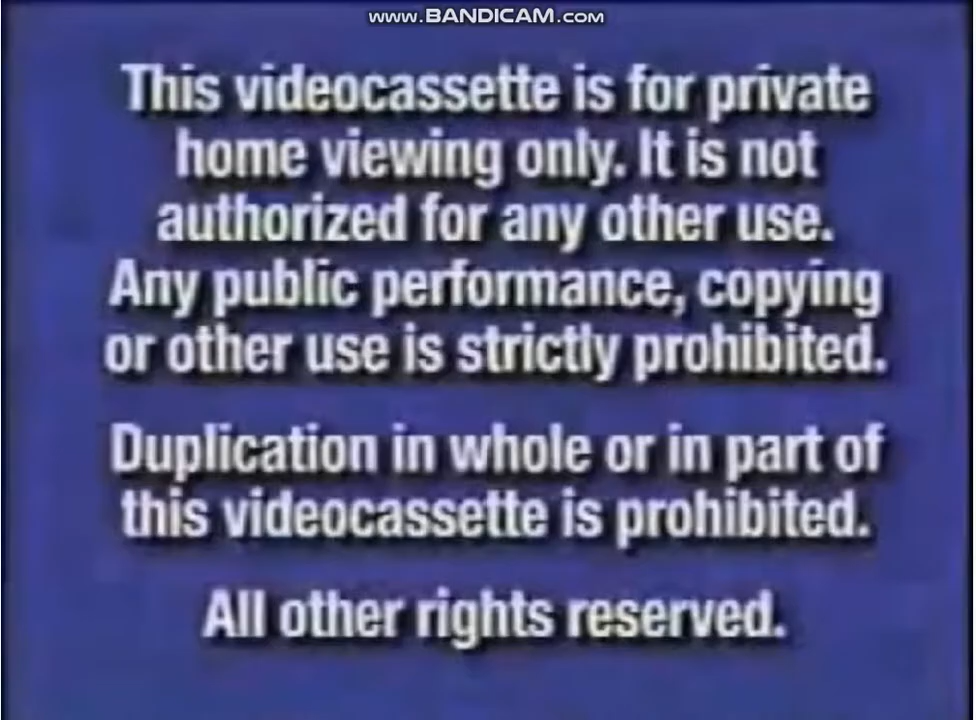 www.BANDICAM.com
This videocassette is for private
home viewing only. It is not
authorized for any other use.
Any public performance, copying
or other use is strictly prohibited.
Duplication in whole or in part of
this videocassette is prohibited.
All other rights reserved.